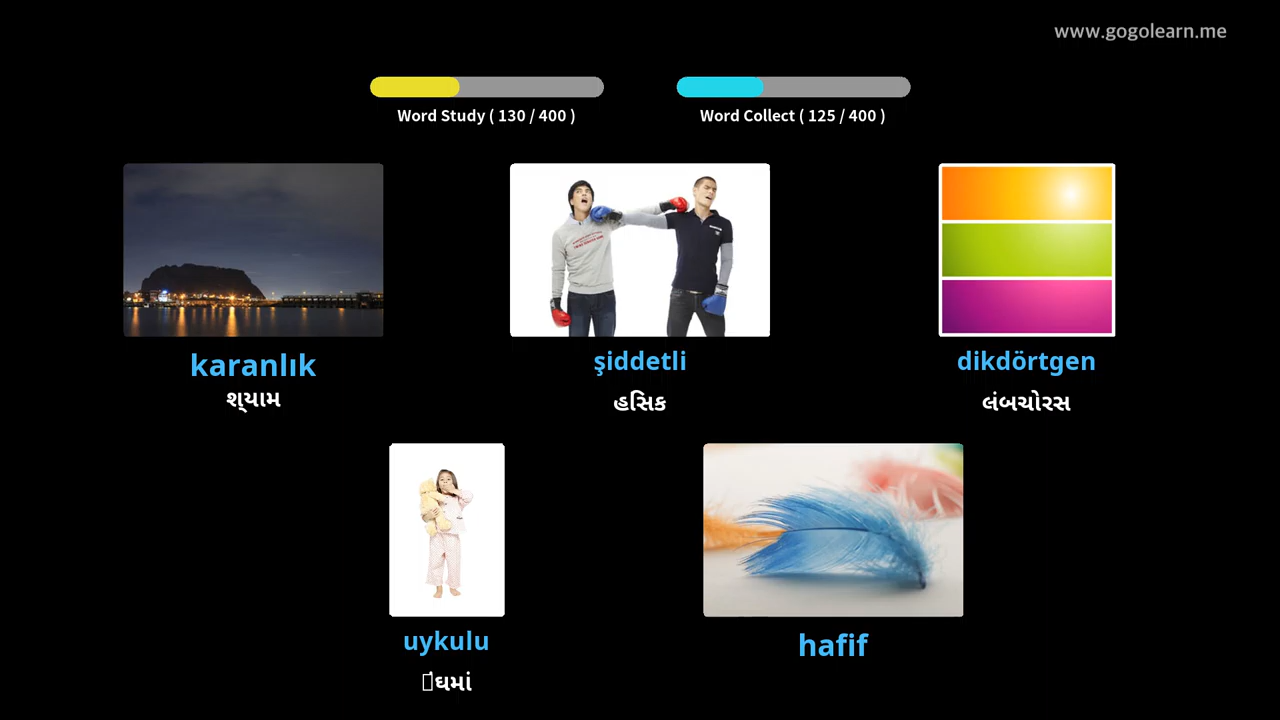 www.gogolearn.me
Word Study ( 130 / 400 )
Word Collect ( 125 / 400 )
karanlık
શ્‌યામ
şiddetli
હસિક
dikdörtgen
લંબચોરસ
uykulu
□ંઘમાં
hafif